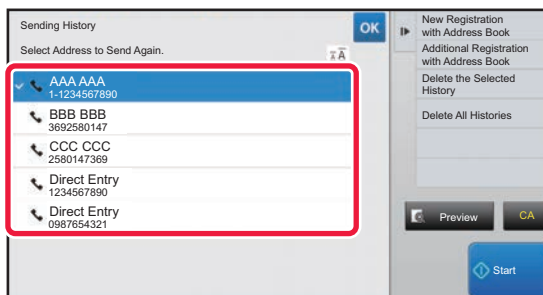 Sending History
OK
Select Address to Send Again.
AA
AAA AAA
1-1234567890
BBB BBB
3692580147
CCC CCC
2580147369
Direct Entry
1234567890
Direct Entry
0987654321
New Registration
with Address Book
Additional Registration
with Address Book
Delete the Selected
History
Delete All Histories
Preview
CA
Start